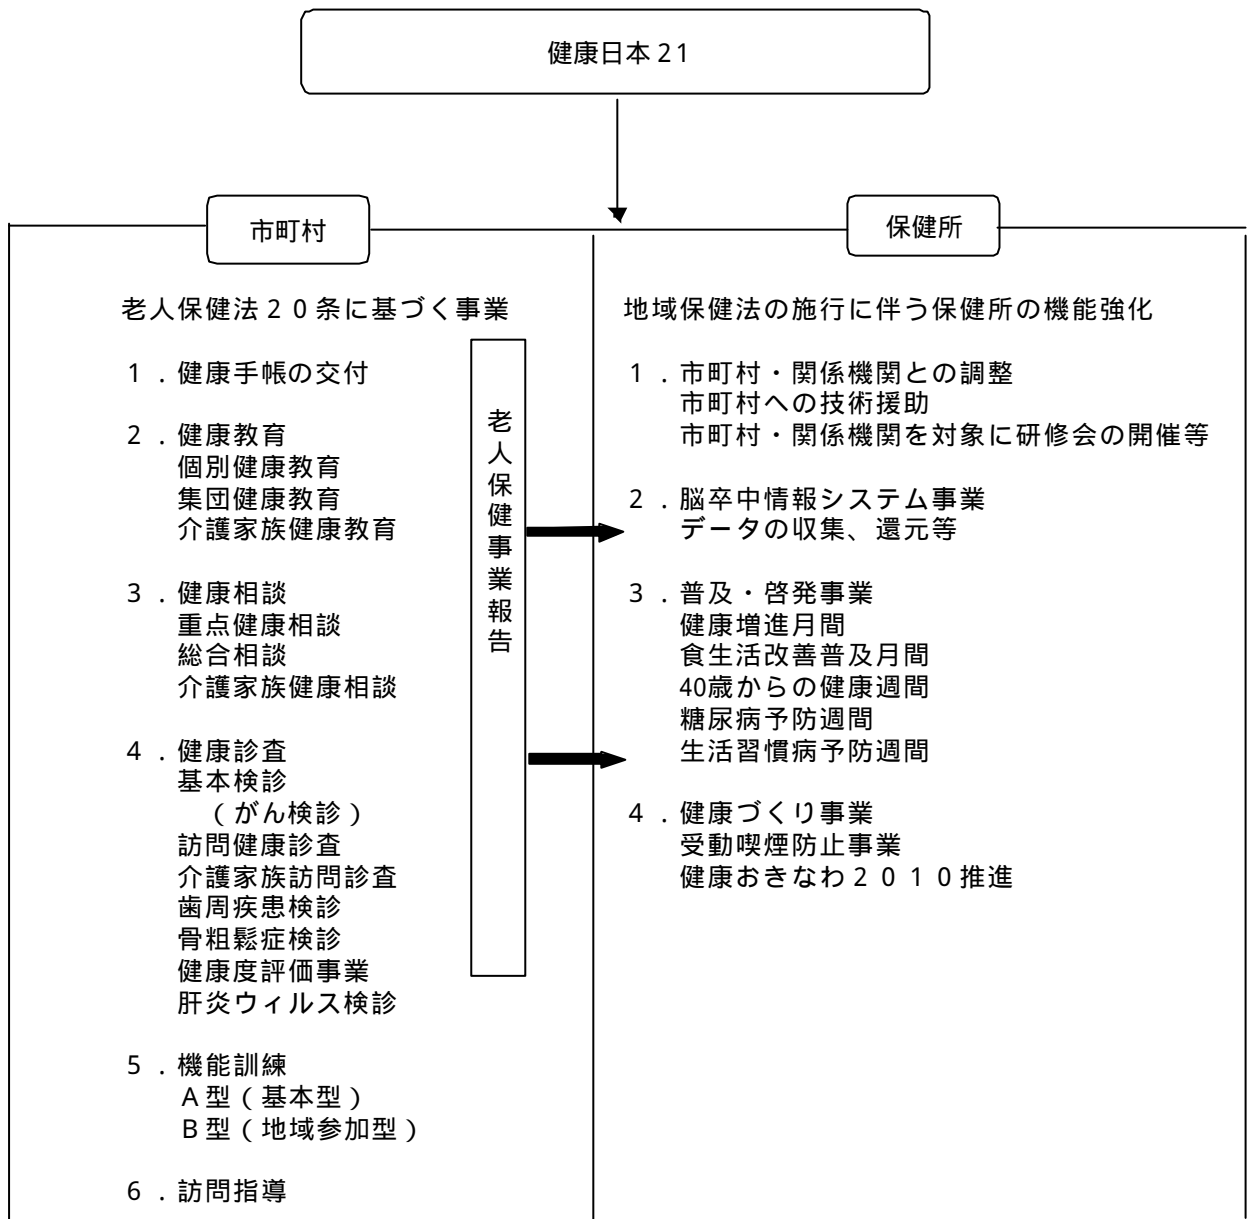 健康日本21
市町村
老人保健法20条に基づく事業
1．健康手帳の交付
2．健康教育
個別健康教育
集団健康教育
介護家族健康教育
3．健康相談
重点健康相談
総合相談
介護家族健康相談
4．健康診査
基本検診
（がん検診）
訪問健康診査
介護家族訪問診査
歯周疾患検診
骨粗鬆症検診
健康度評価事業
肝炎ウィルス検診
5．機能訓練
A型（基本型）
B型（地域参加型）
6．訪問指導
老人保健事業報告
保健所
地域保健法の施行に伴う保健所の機能強化
1．市町村・関係機関との調整
市町村への技術援助
市町村・関係機関を対象に研修会の開催等
2．脳卒中情報システム事業
データの収集、還元等
3．普及・啓発事業
健康増進月間
食生活改善普及月間
40歳からの健康週間
糖尿病予防週間
生活習慣病予防週間
4．健康づくり事業
受動喫煙防止事業
健康おきなわ2010推進